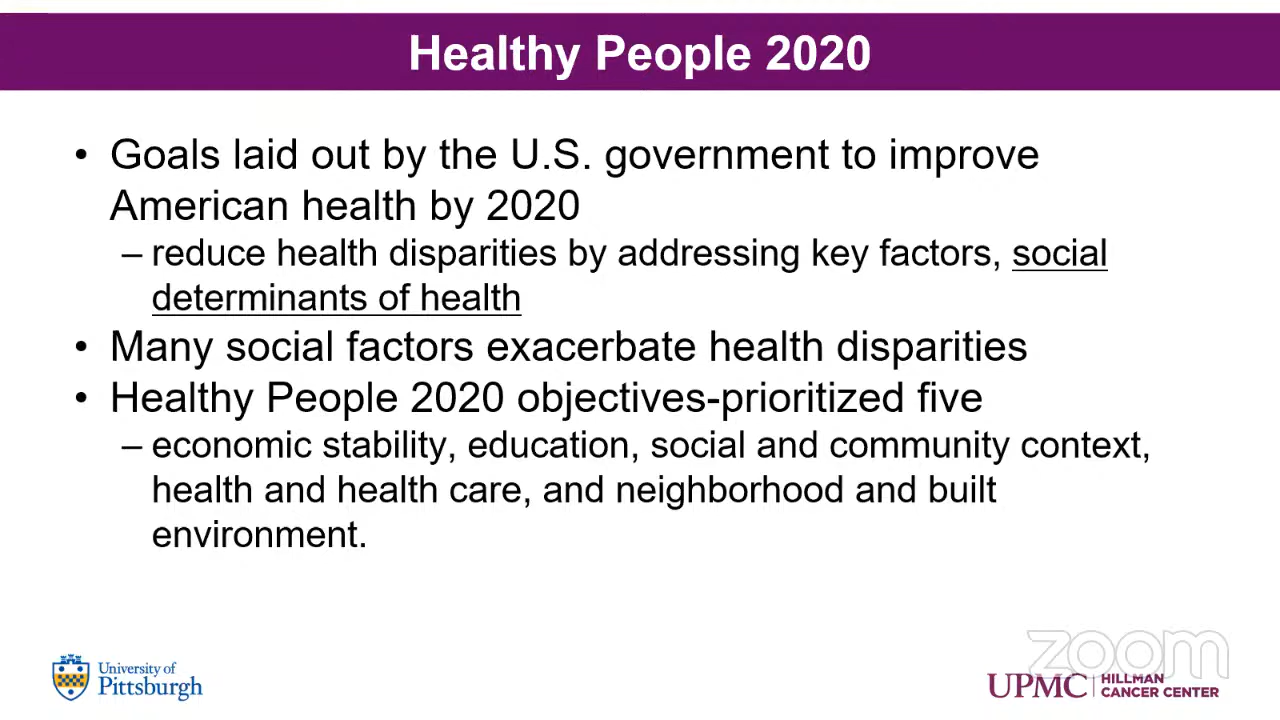 Healthy People 2020
• Goals laid out by the U.S. government to improve
American health by 2020
– reduce health disparities by addressing key factors, social
determinants of health
• Many social factors exacerbate health disparities
• Healthy People 2020 objectives-prioritized five
– economic stability, education, social and community context,
health and health care, and neighborhood and built
environment.
University of
Pittsburgh
zoom
UPMC | HILLMAN
CANCER CENTER